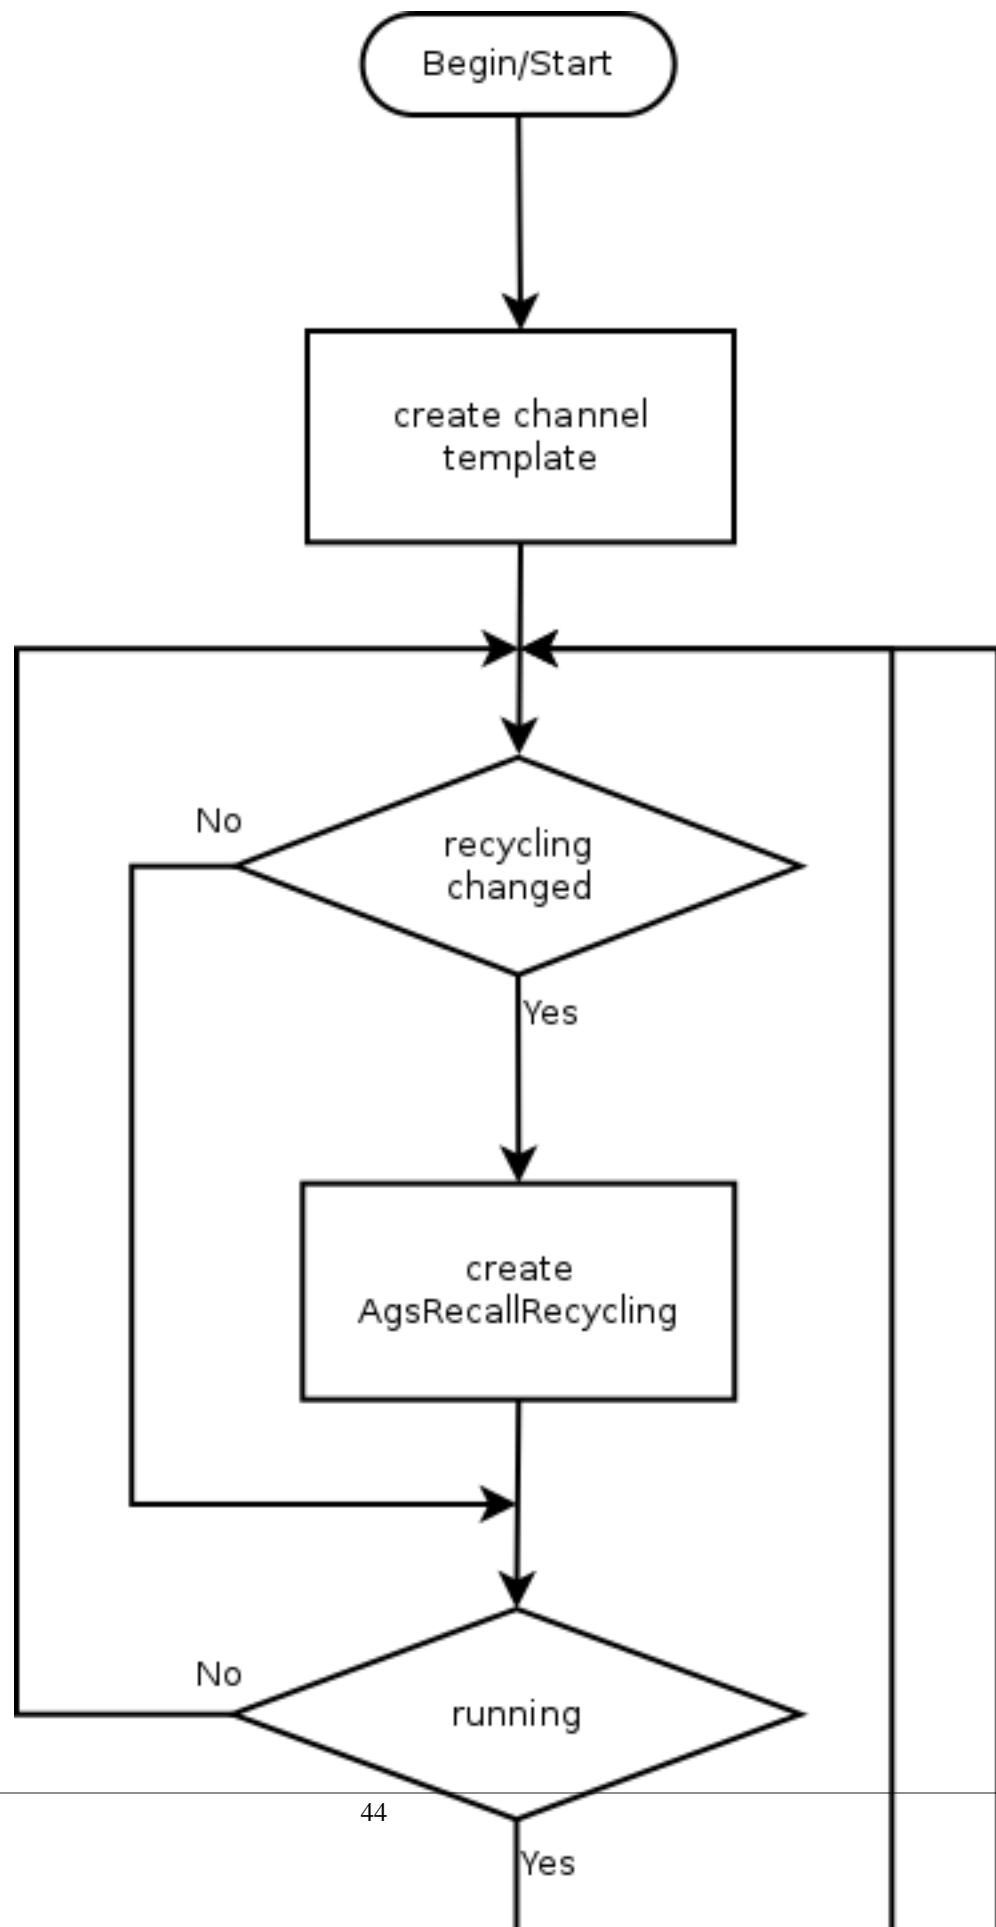 Begin/Start
create channel
template
No
recycling
changed
Yes
create
AgsRecallRecycling
No
running
44
Yes